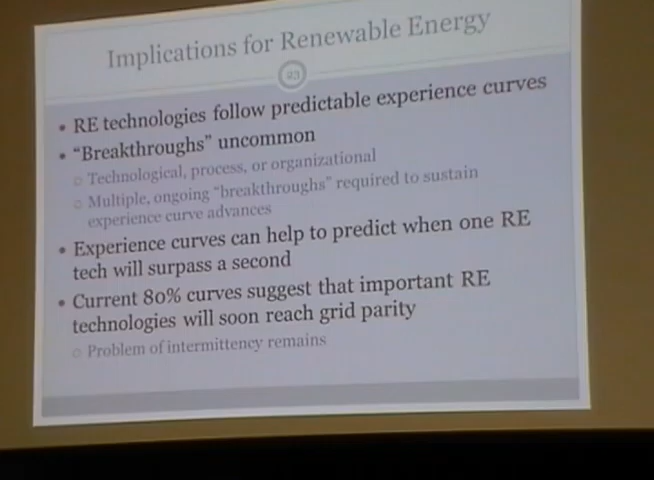 Implications for Renewable Energy
23
• RE technologies follow predictable experience curves
• “Breakthroughs” uncommon
○ Technological, process, or organizational
○ Multiple, ongoing “breakthroughs” required to sustain
experience curve advances
• Experience curves can help to predict when one RE
tech will surpass a second
• Current 80% curves suggest that important RE
technologies will soon reach grid parity
○ Problem of intermittency remains